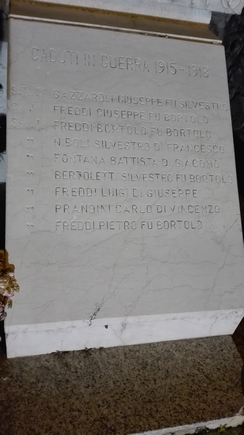 CADUTI IN GUERRA 1915-1918
GAZZAROLI GIUSEPPE FU SILVESTRO
FREDDI GIUSEPPE FU BORTOLO
FREDDI BORTOLO FU BORTOLO
" NISOLI SILVESTRO DI FRANCESCO
" FONTANA BATTISTA DI GIACOMO
" BERTOLETTI SILVESTRO FU BORTOLO
" FREDDI LUIGI DI GIUSEPPE
" PRANDINI CARLO DI VINCENZO
" FREDDI PIETRO FU BORTOLO